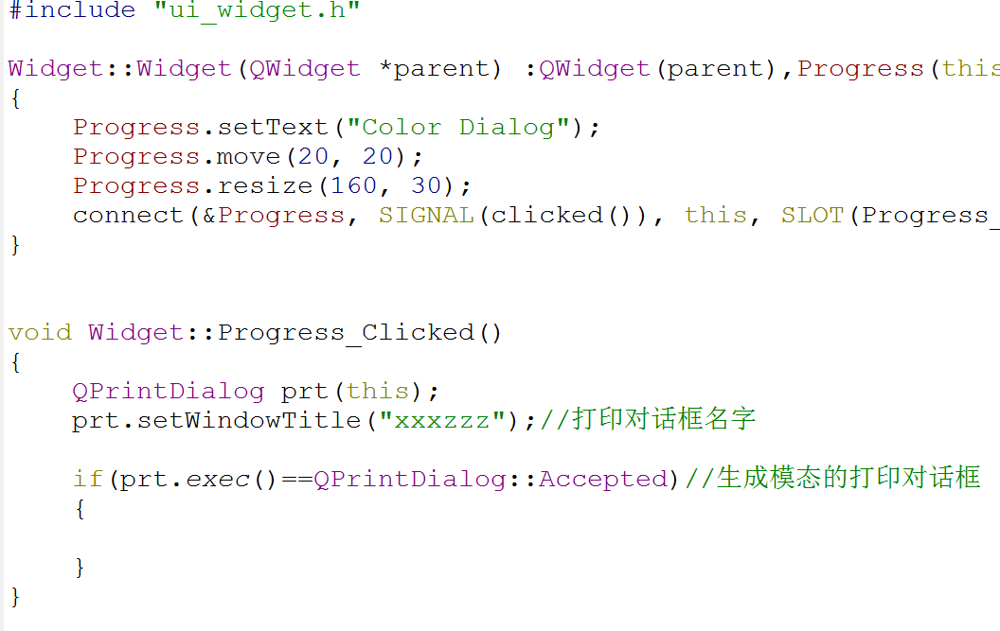 #include "ui_widget.h"
Widget::Widget(QWidget *parent) :QWidget(parent),Progress(this
{
    Progress.setText("Color Dialog");
    Progress.move(20, 20);
    Progress.resize(160, 30);
    connect(&Progress, SIGNAL(clicked()), this, SLOT(Progress_
}
void Widget::Progress_Clicked()
{
    QPrintDialog prt(this);
    prt.setWindowTitle("xxxzzz");//打印对话框名字
    if(prt.exec()==QPrintDialog::Accepted)//生成模态的打印对话框
    {
    }
}